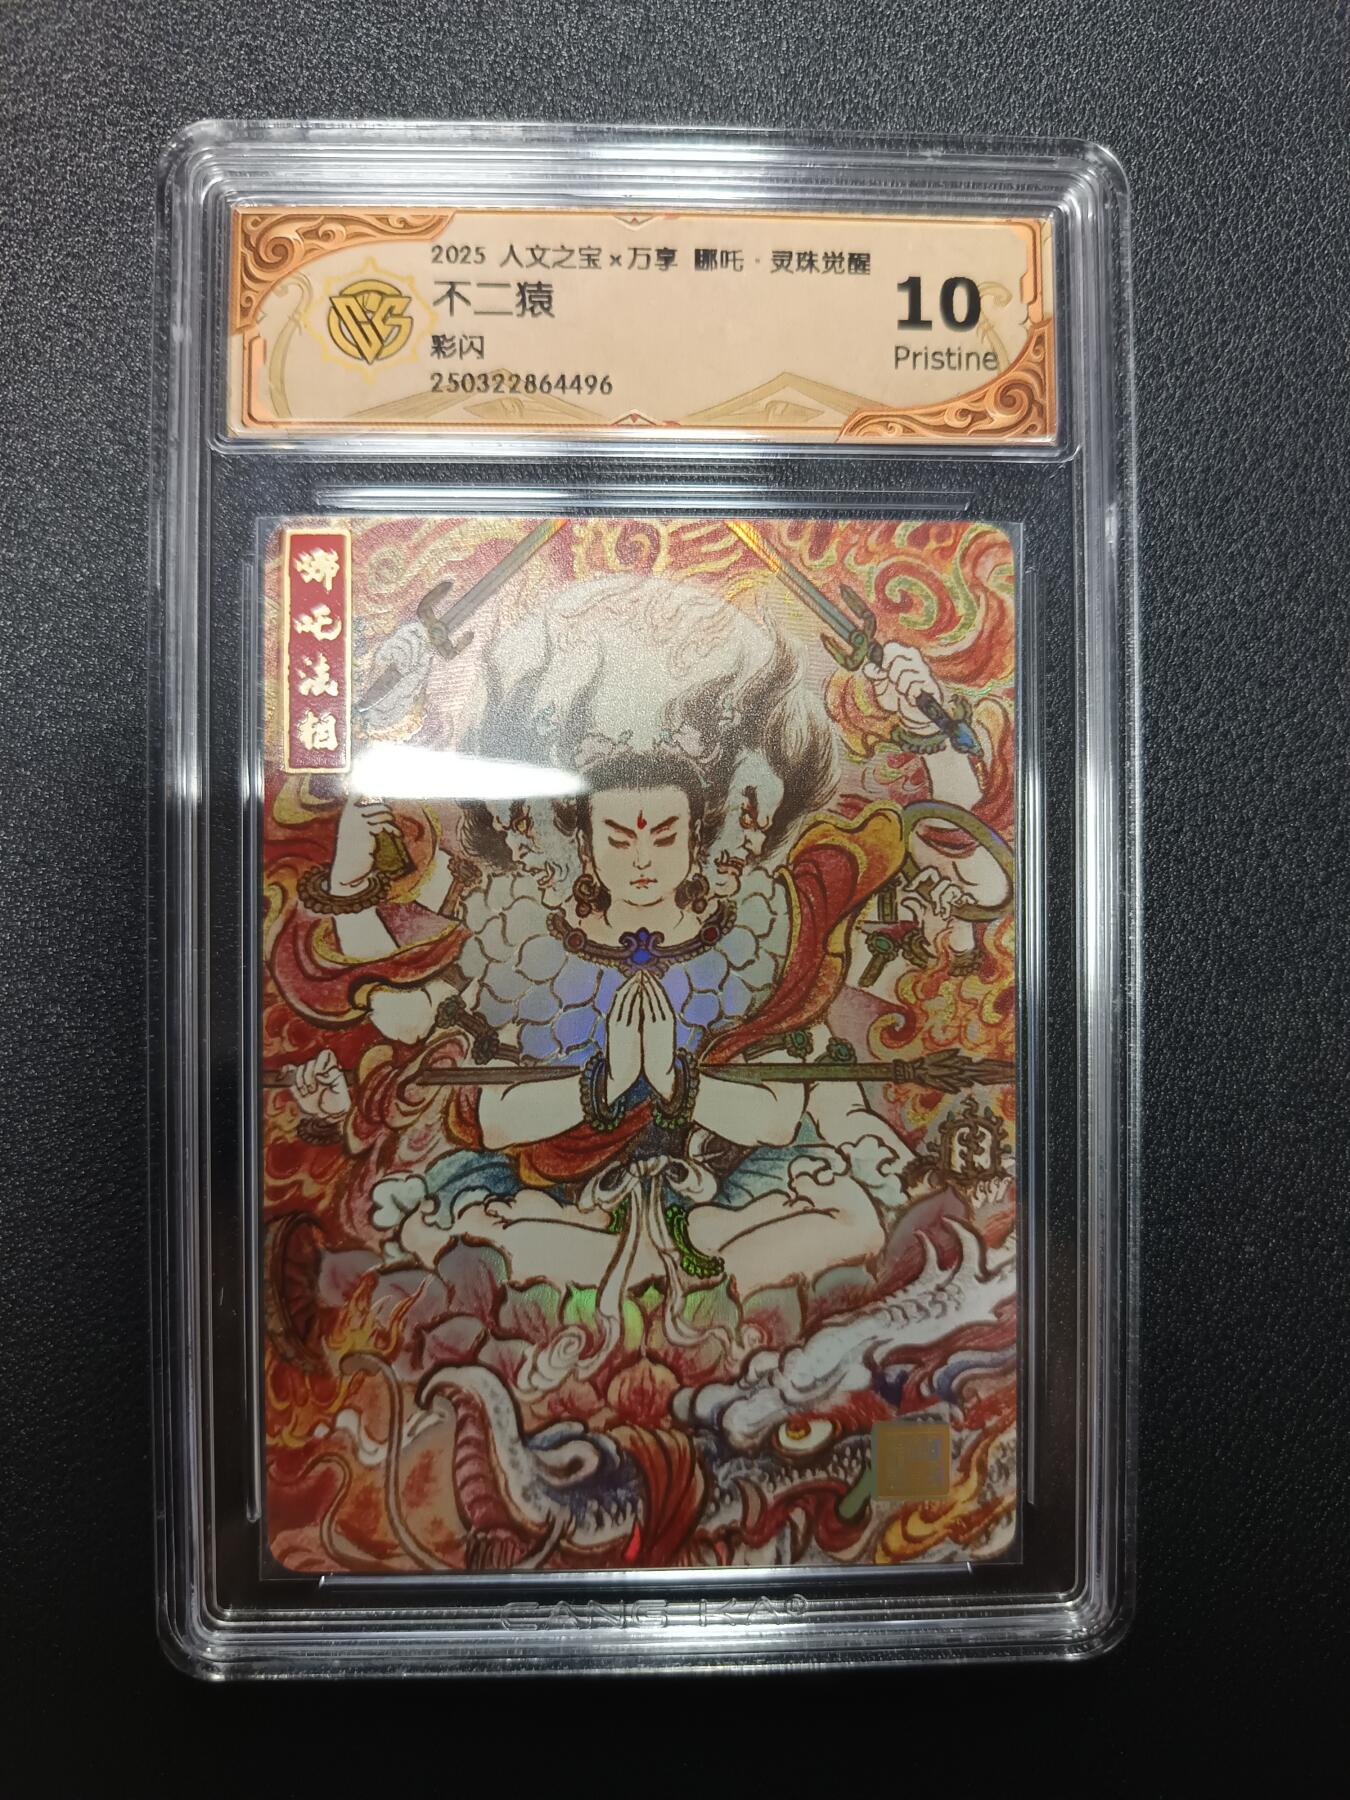 2025 人文之宝×万享 哪吒·灵珠觉醒
不二猿
彩闪
250322864496
10
Pristine
哪吒法相
CANG KA